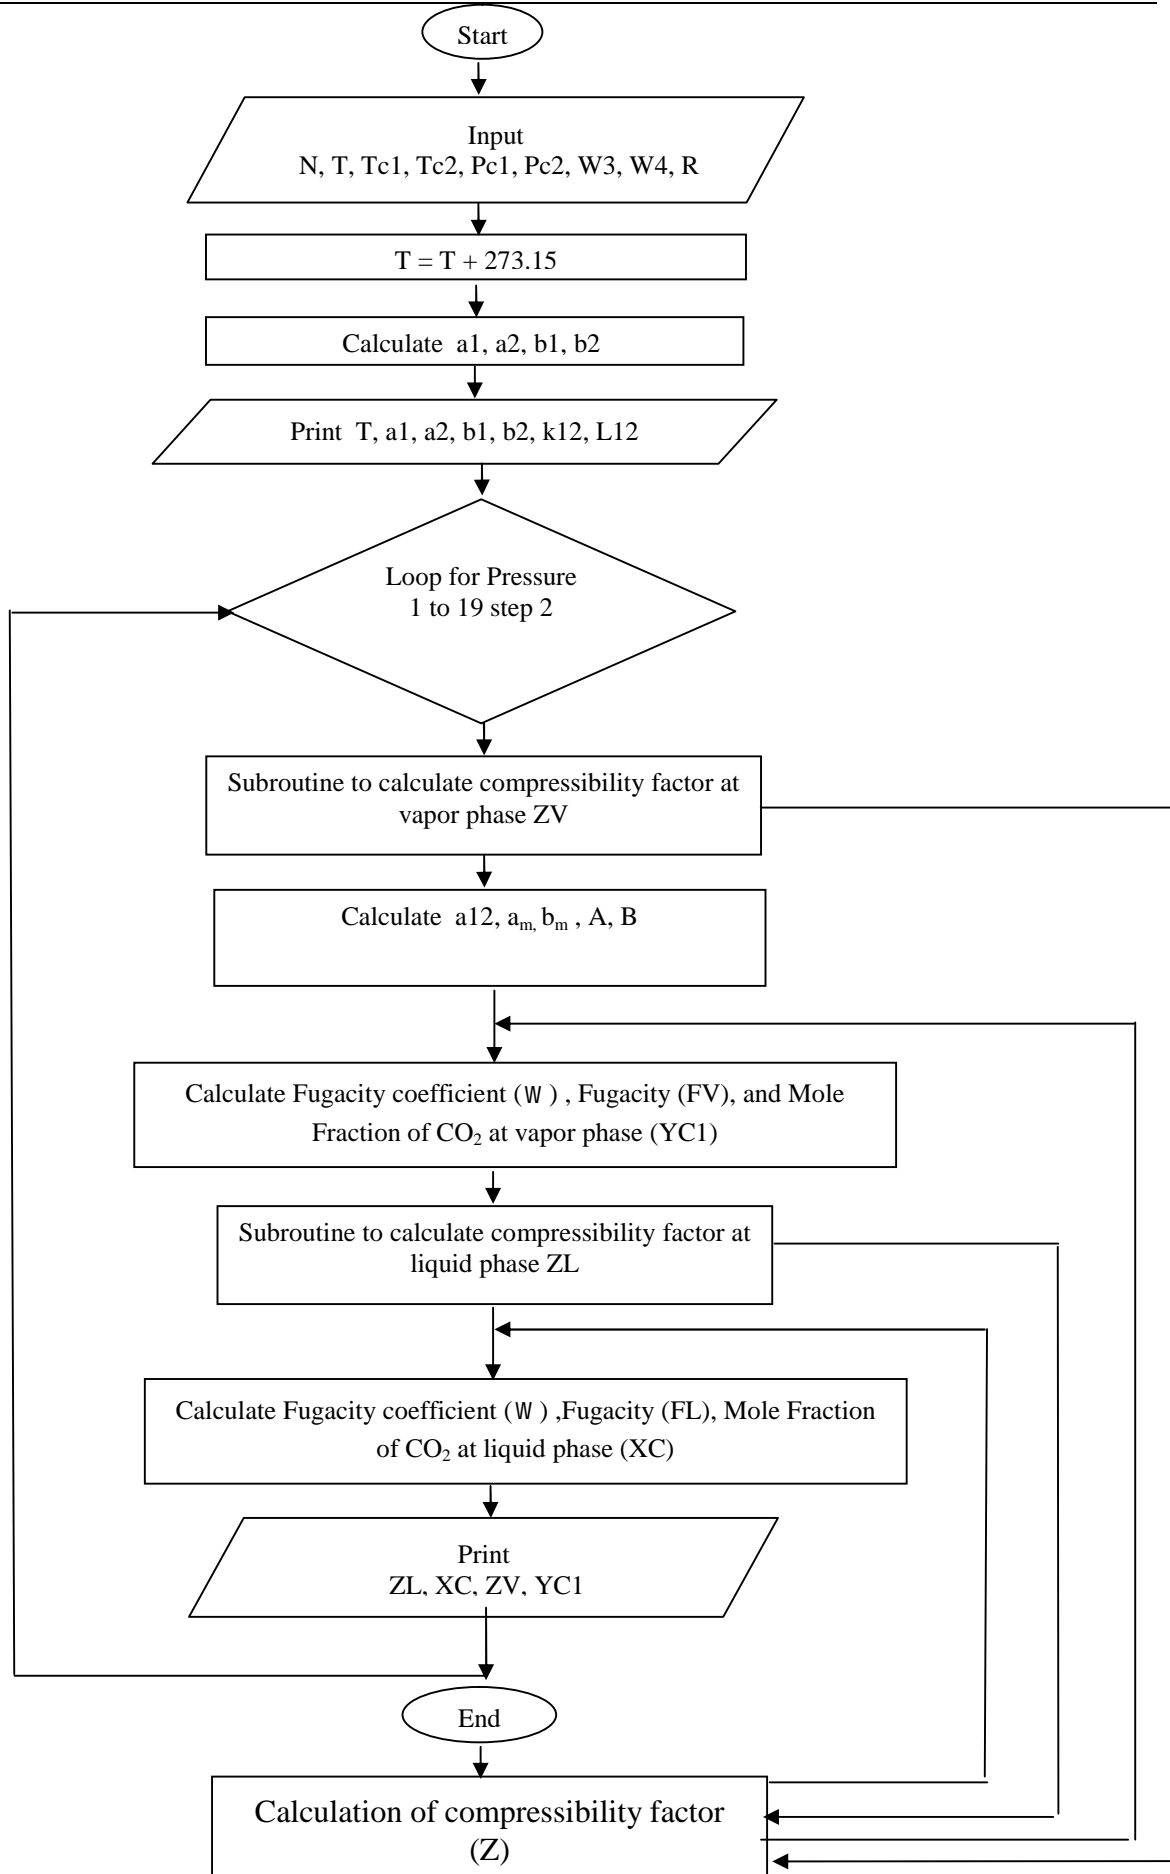 Start
Input
N, T, Tc1, Tc2, Pc1, Pc2, W3, W4, R
T = T + 273.15
Calculate a1, a2, b1, b2
Print T, a1, a2, b1, b2, k12, L12
Loop for Pressure
1 to 19 step 2
Subroutine to calculate compressibility factor at
vapor phase ZV
Calculate a12, am, bm , A, B
Calculate Fugacity coefficient (W ) , Fugacity (FV), and Mole
Fraction of CO2 at vapor phase (YC1)
Subroutine to calculate compressibility factor at
liquid phase ZL
Calculate Fugacity coefficient (W ) ,Fugacity (FL), Mole Fraction
of CO2 at liquid phase (XC)
Print
ZL, XC, ZV, YC1
End
Calculation of compressibility factor
(Z)